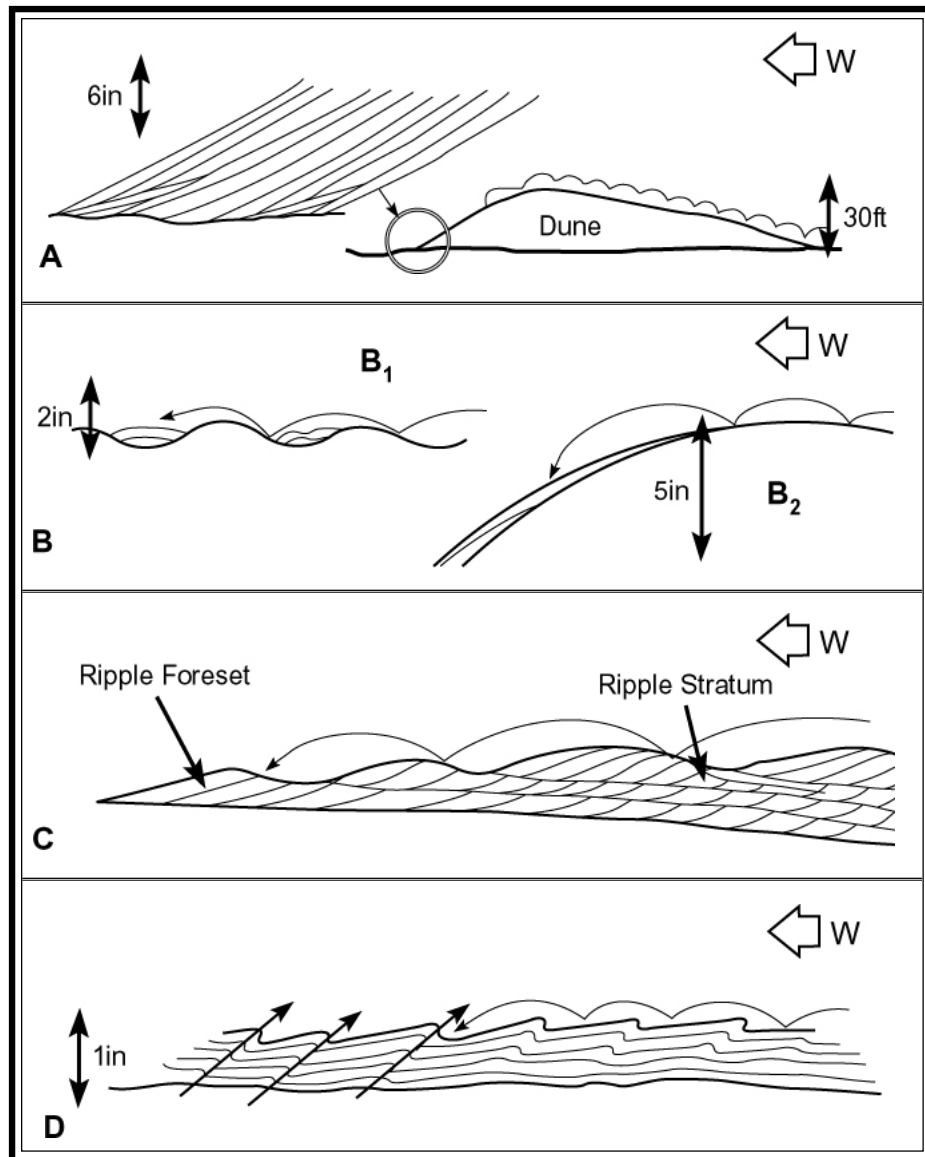 W
6in
Dune
30ft
A
W
B1
2in
5in
B2
B
W
Ripple Foreset
Ripple Stratum
C
W
1in
D